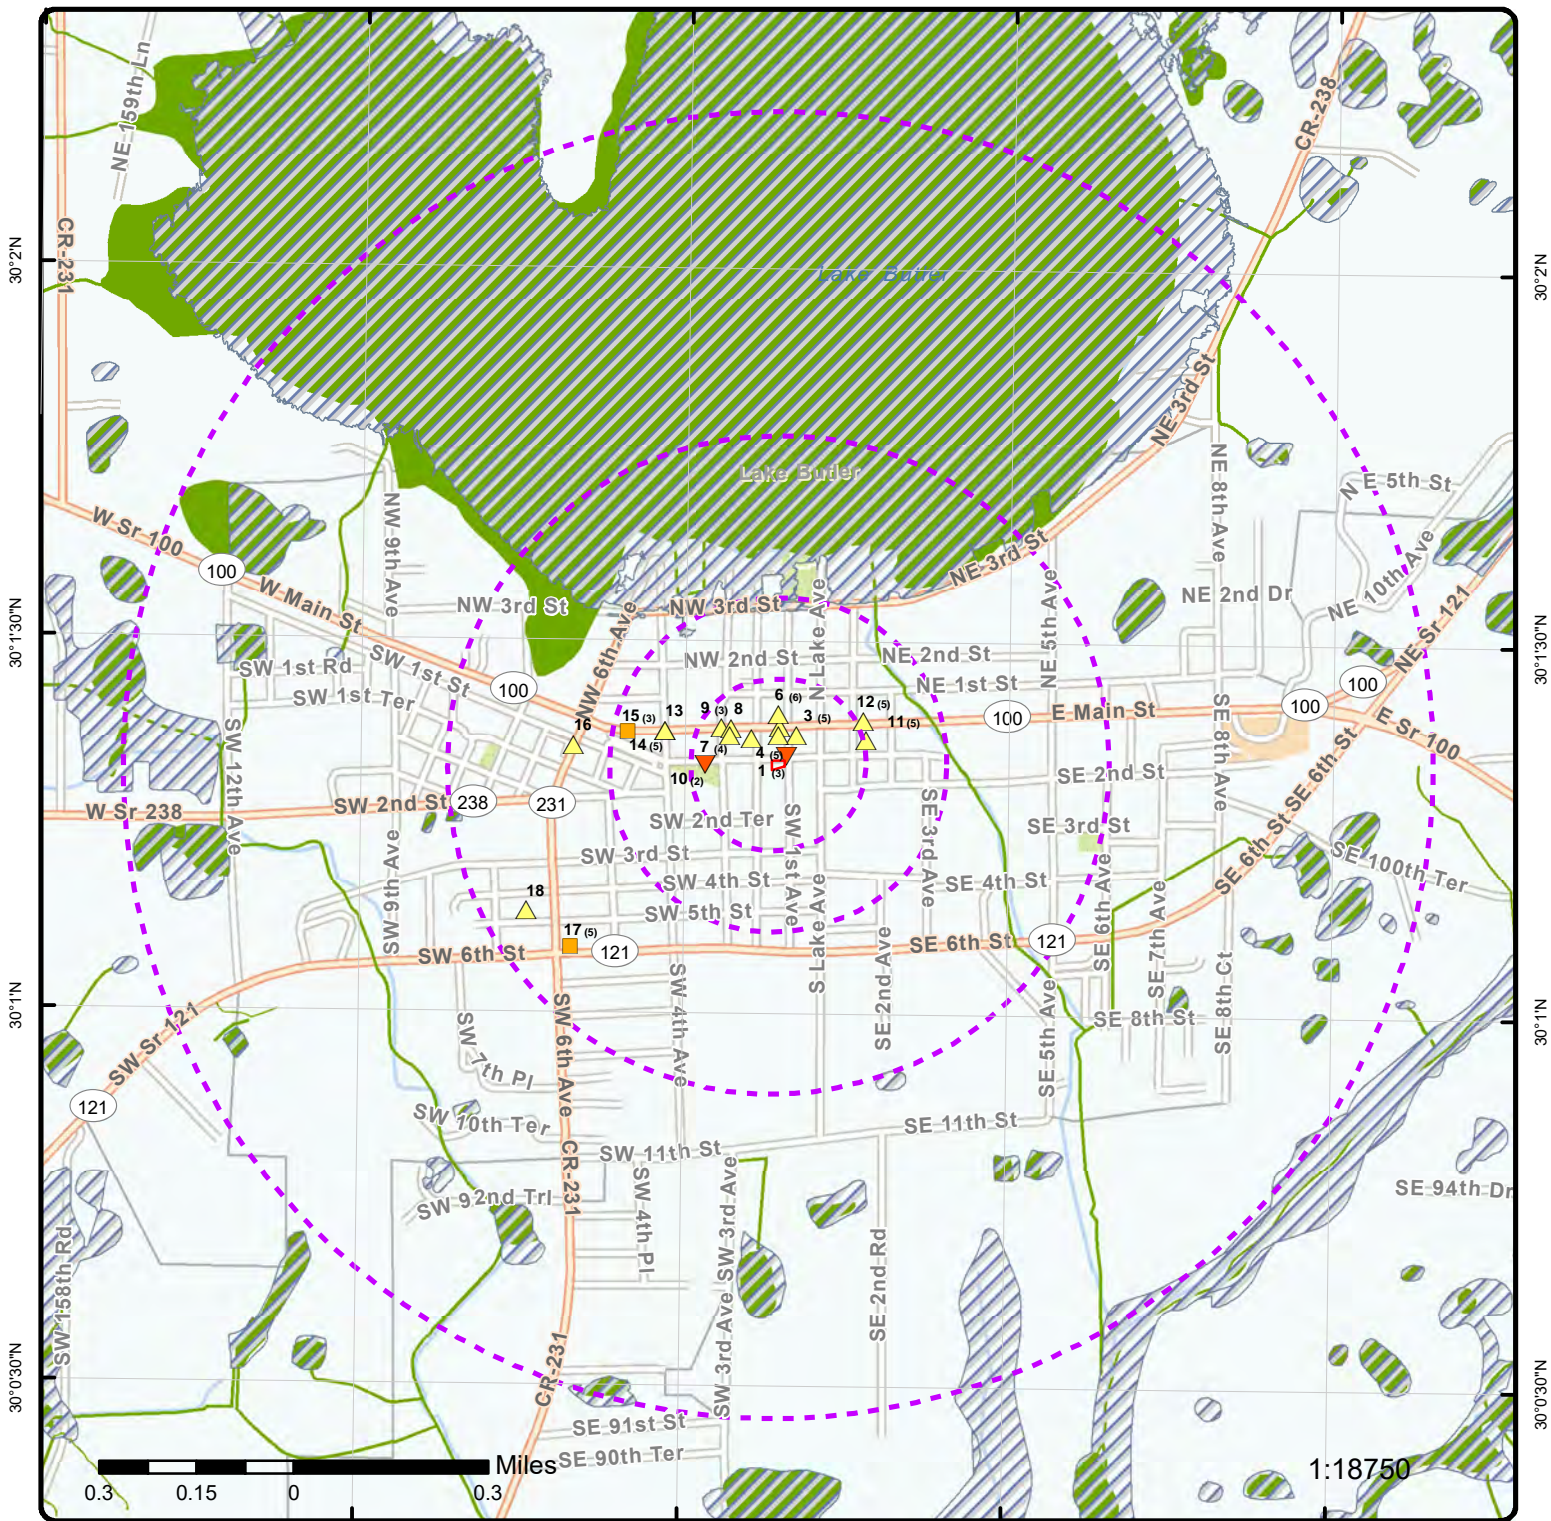 NE 159th Ln
CR-238
CR-231
30°2'N
Lake Butler
30°2'N
NE 3rd St
Lake Butler
NE 8th Ave
N E 5th St
W Sr 100
100
NW 9th Ave
NE 3rd St
NE 10th Ave
W Main St
NW 3rd St
NW 6th Ave
NW 3rd St
N Lake Ave
NE 5th Ave
NE 2nd Dr
NE Sr 121
30°1'30"N
30°1'30"N
SW 1st Rd
SW 1st St
NW 2nd St
NE 2nd St
SW 1st Ter
100
NE 1st St
100
SW 12th Ave
16
15 (3)
13
9 (3)
8
6 (6)
3 (5)
12 (5)
11 (5)
100
E Main St
100
E Sr 100
14 (5)
7 (4)
4 (5)
10 (2)
1 (3)
SE 2nd St
SE 8th Ave
SE 6th St
W Sr 238
SW 2nd St
238
231
SW 2nd Ter
SW 1st Ave
SE 3rd Ave
SE 3rd St
SE 6th St
SE 100th Ter
SW 9th Ave
SW 3rd St
SW 4th St
SE 4th St
18
SW 5th St
S Lake Ave
SE 2nd Ave
SE 6th Ave
SE 7th Ave
17 (5)
SW 6th St
121
SE 6th St
121
SE 8th Ct
30°1'N
30°1'N
SW Sr 121
SW 7th Pl
SW 6th Ave
SW 4th Ave
SE 5th Ave
SE 8th St
121
SW 10th Ter
SW 11th St
SE 11th St
CR-231
SW 92nd Trl
SW 4th Pl
SW 3rd Ave
SE 94th Dr
SW 158th Rd
SE 2nd Rd
SW 3rd Ave
30°0'30"N
30°0'30"N
CR-231
SE 91st St
SE 90th Ter
Miles
0.3
0.15
0
0.3
1:18750